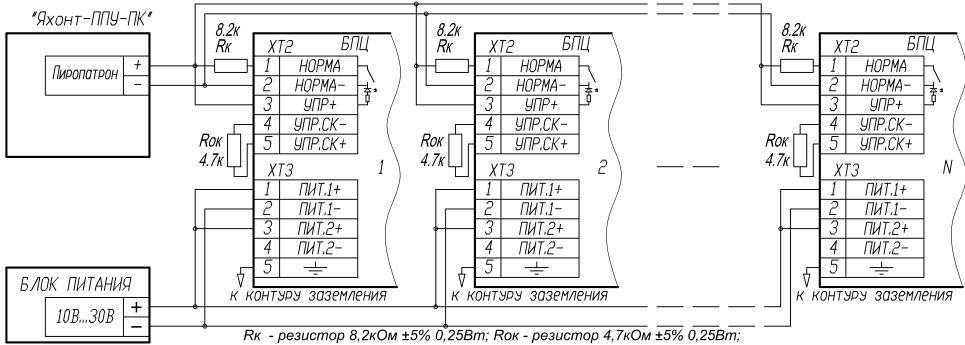 "Яхонт-ППУ-ПК"
Пиропатрон
+
−
8.2к
Rк
XT2
БПЦ
1 НОРМА
2 НОРМА-
3 УПР+
4 УПР.СК-
5 УПР.СК+
Rок
4.7к
1
XT3
1 ПИТ.1+
2 ПИТ.1-
3 ПИТ.2+
4 ПИТ.2-
5
К контуру заземления
8.2к
Rк
XT2
БПЦ
1 НОРМА
2 НОРМА-
3 УПР+
4 УПР.СК-
5 УПР.СК+
Rок
4.7к
2
XT3
1 ПИТ.1+
2 ПИТ.1-
3 ПИТ.2+
4 ПИТ.2-
5
К контуру заземления
8.2к
Rк
XT2
БПЦ
1 НОРМА
2 НОРМА-
3 УПР+
4 УПР.СК-
5 УПР.СК+
Rок
4.7к
N
XT3
1 ПИТ.1+
2 ПИТ.1-
3 ПИТ.2+
4 ПИТ.2-
5
К контуру заземления
БЛОК ПИТАНИЯ
10В...30В
+
−
Rк - резистор 8,2кОм ±5% 0,25Вт; Rок - резистор 4,7кОм ±5% 0,25Вт;